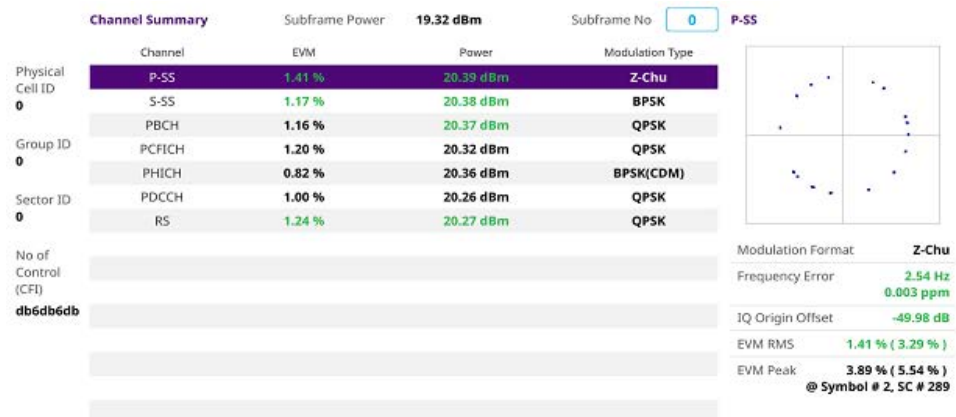 Channel Summary Subframe Power 19.32 dBm Subframe No 0 P-SS
Channel EVM Power Modulation Type
Physical
Cell ID
0
Group ID
0
Sector ID
0
No of
Control
(CFI)
db6db6db
P-SS 1.41 % 20.39 dBm Z-Chu
S-SS 1.17 % 20.38 dBm BPSK
PBCH 1.16 % 20.37 dBm QPSK
PCFICH 1.20 % 20.32 dBm QPSK
PHICH 0.82 % 20.36 dBm BPSK(CDM)
PDCCH 1.00 % 20.26 dBm QPSK
RS 1.24 % 20.27 dBm QPSK
Modulation Format Z-Chu
Frequency Error 2.54 Hz
0.003 ppm
IQ Origin Offset -49.98 dB
EVM RMS 1.41 % ( 3.29 % )
EVM Peak 3.89 % ( 5.54 % )
@ Symbol # 2, SC # 289